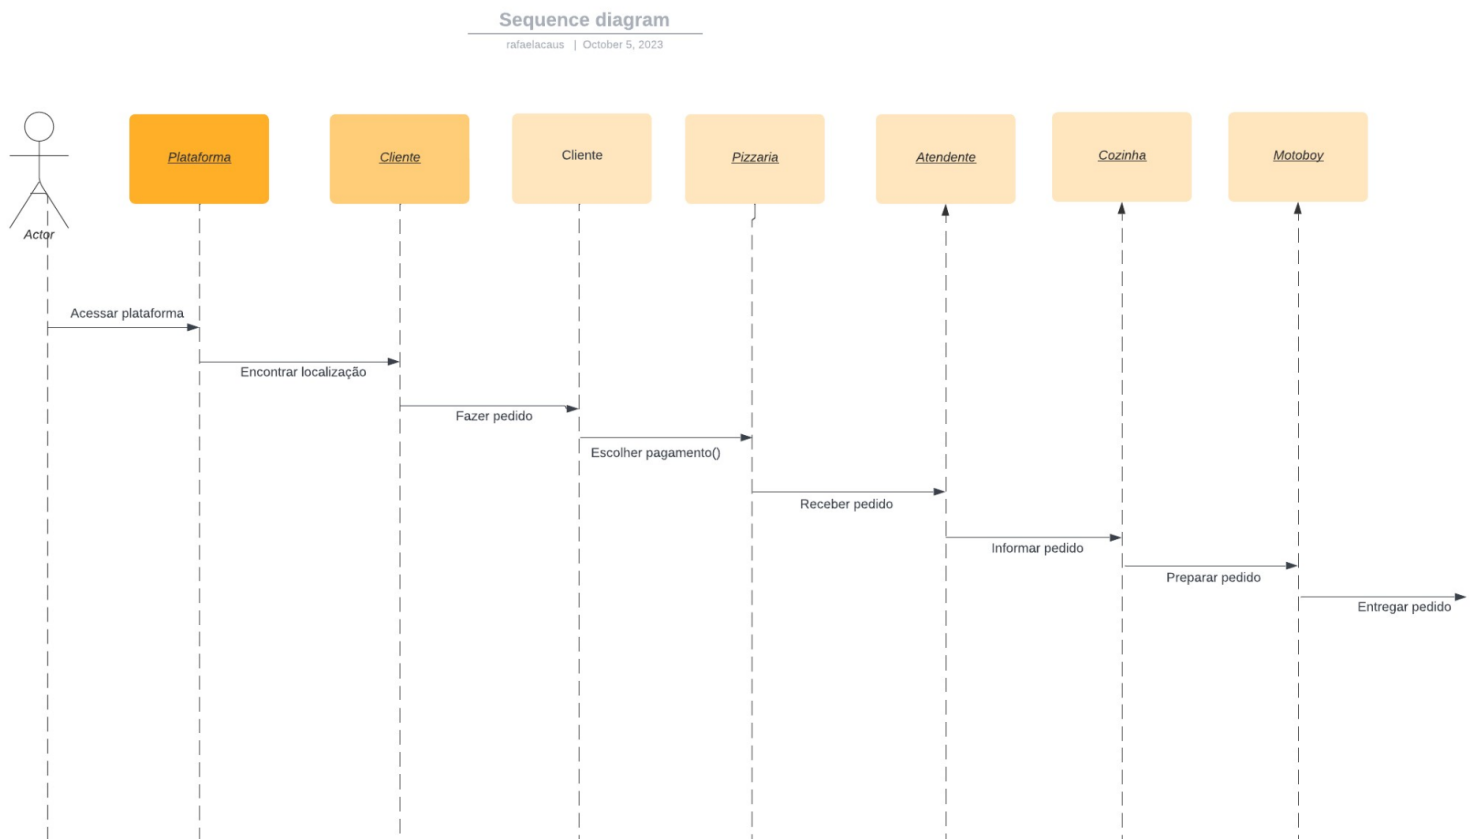 Sequence diagram
rafaelacaus | October 5, 2023
Plataforma
Cliente
Cliente
Pizzaria
Atendente
Cozinha
Motoboy
Actor
Acessar plataforma
Encontrar localização
Fazer pedido
Escolher pagamento()
Receber pedido
Informar pedido
Preparar pedido
Entregar pedido